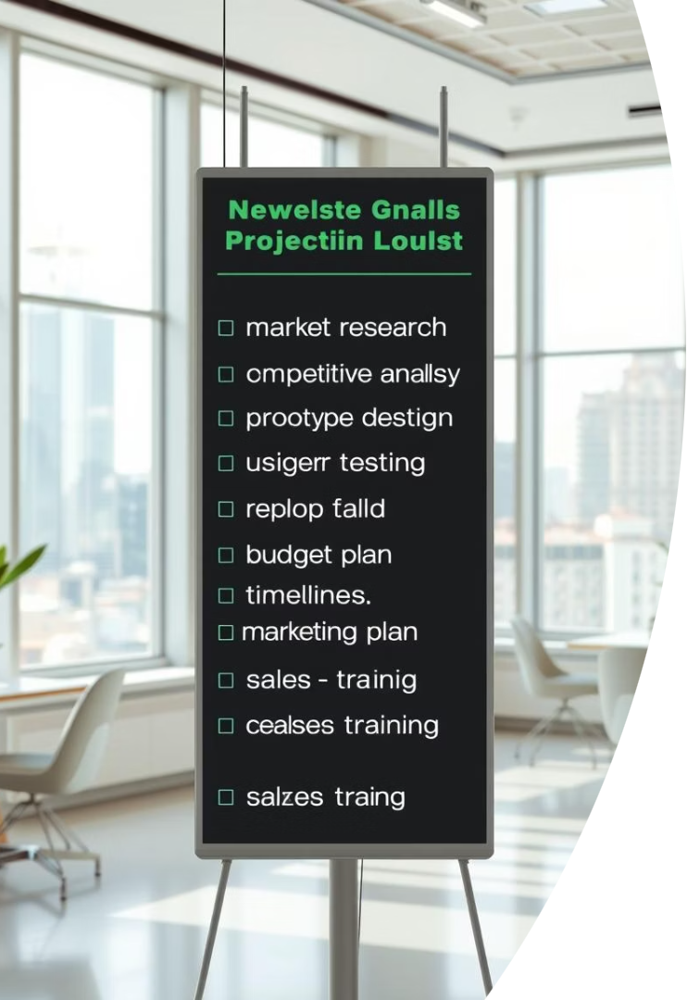 Newelste Gnalls
Projectiin Loulst
market research
ompetitive anallsy
prootype destign
usigerr testing
replop falld
budget plan
timellines.
marketing plan
sales - trainig
cealses training
salzes traing